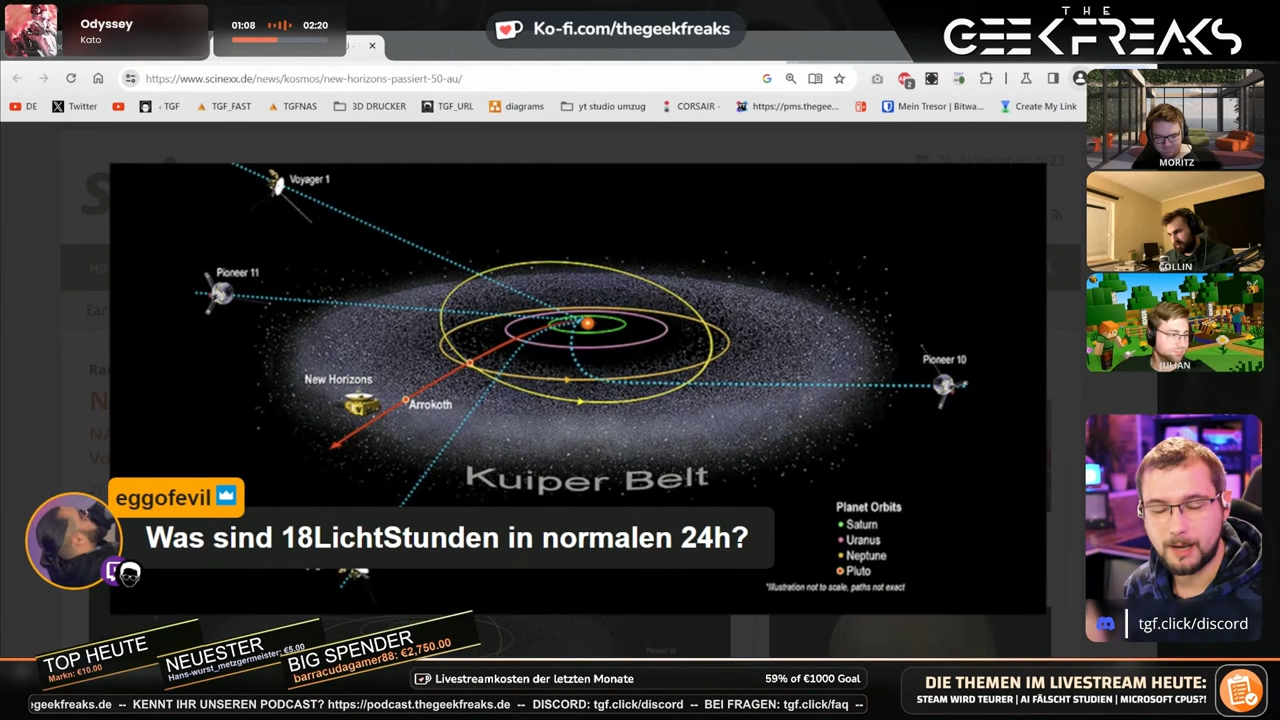 Odyssey
Kato
01:08
02:20
Ko-fi.com/thegeekfreaks
THE
GEEKFREAKS
https://www.scinexx.de/news/kosmos/new-horizons-passiert-50-au/
2
DE
Twitter
‹ TGF
TGF_FAST
TGFNAS
3D DRUCKER
TGF_URL
diagrams
yt studio umzug
CORSAIR -
https://pms.thegee...
Mein Tresor | Bitwa...
Create My Link
24. November 2023
Voyager 1
Pioneer 11
Pioneer 10
New Horizons
Arrokoth
Kuiper Belt
Planet Orbits
Saturn
Uranus
Neptune
Pluto
*Illustration not to scale, paths not exact
MORITZ
COLLIN
JULIAN
eggofevil
Was sind 18LichtStunden in normalen 24h?
tgf.click/discord
TOP HEUTE
Markn: €10.00
NEUESTER
Hans-wurst_metzgermeister: €5.00
BIG SPENDER
barracudagamer88: €2,750.00
Livestreamkosten der letzten Monate
59% of €1000 Goal
DIE THEMEN IM LIVESTREAM HEUTE:
STEAM WIRD TEURER | AI FÄLSCHT STUDIEN | MICROSOFT CPUS?!
egeekfreaks.de -- KENNT IHR UNSEREN PODCAST? https://podcast.thegeekfreaks.de -- DISCORD: tgf.click/discord -- BEI FRAGEN: tgf.click/faq --